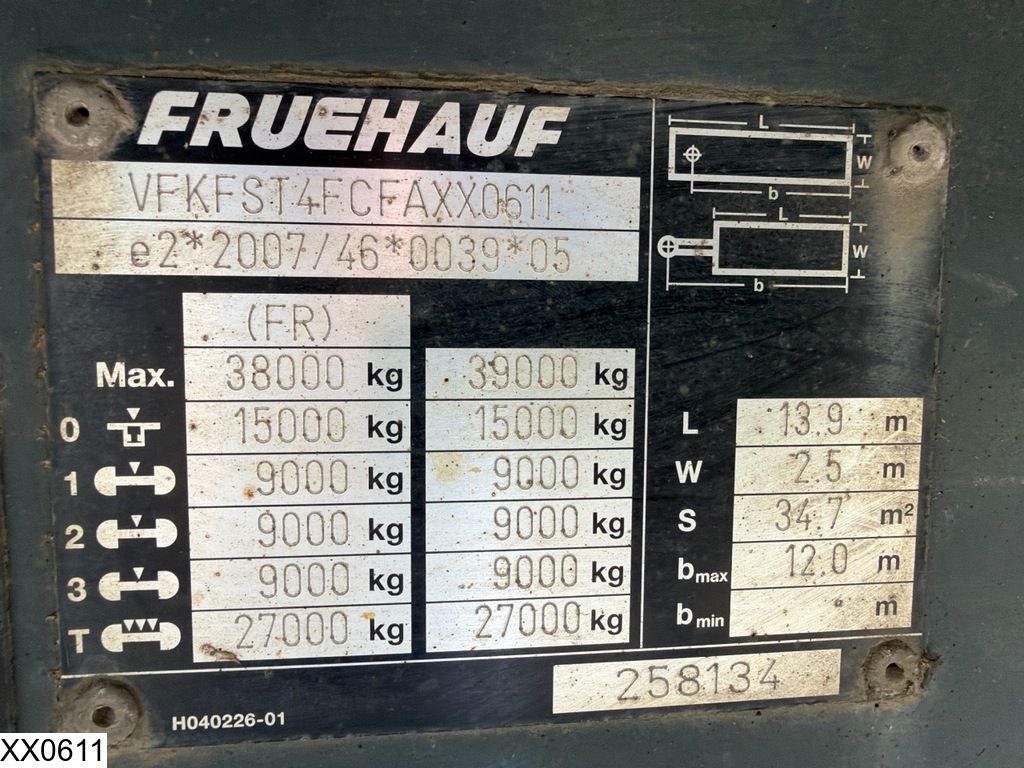 FRUEHAUF
VFKFST4FCFAXX0611
e2*2007/46*0039*05
(FR)
Max. 38000 kg 39000 kg
0 15000 kg 15000 kg
1 9000 kg 9000 kg
2 9000 kg 9000 kg
3 9000 kg 9000 kg
T 27000 kg 27000 kg
L
W
b
L
W
b
L 13.9 m
W 2.5 m
S 34.7 m²
bmax 12.0 m
bmin . m
258134
H040226-01
XX0611